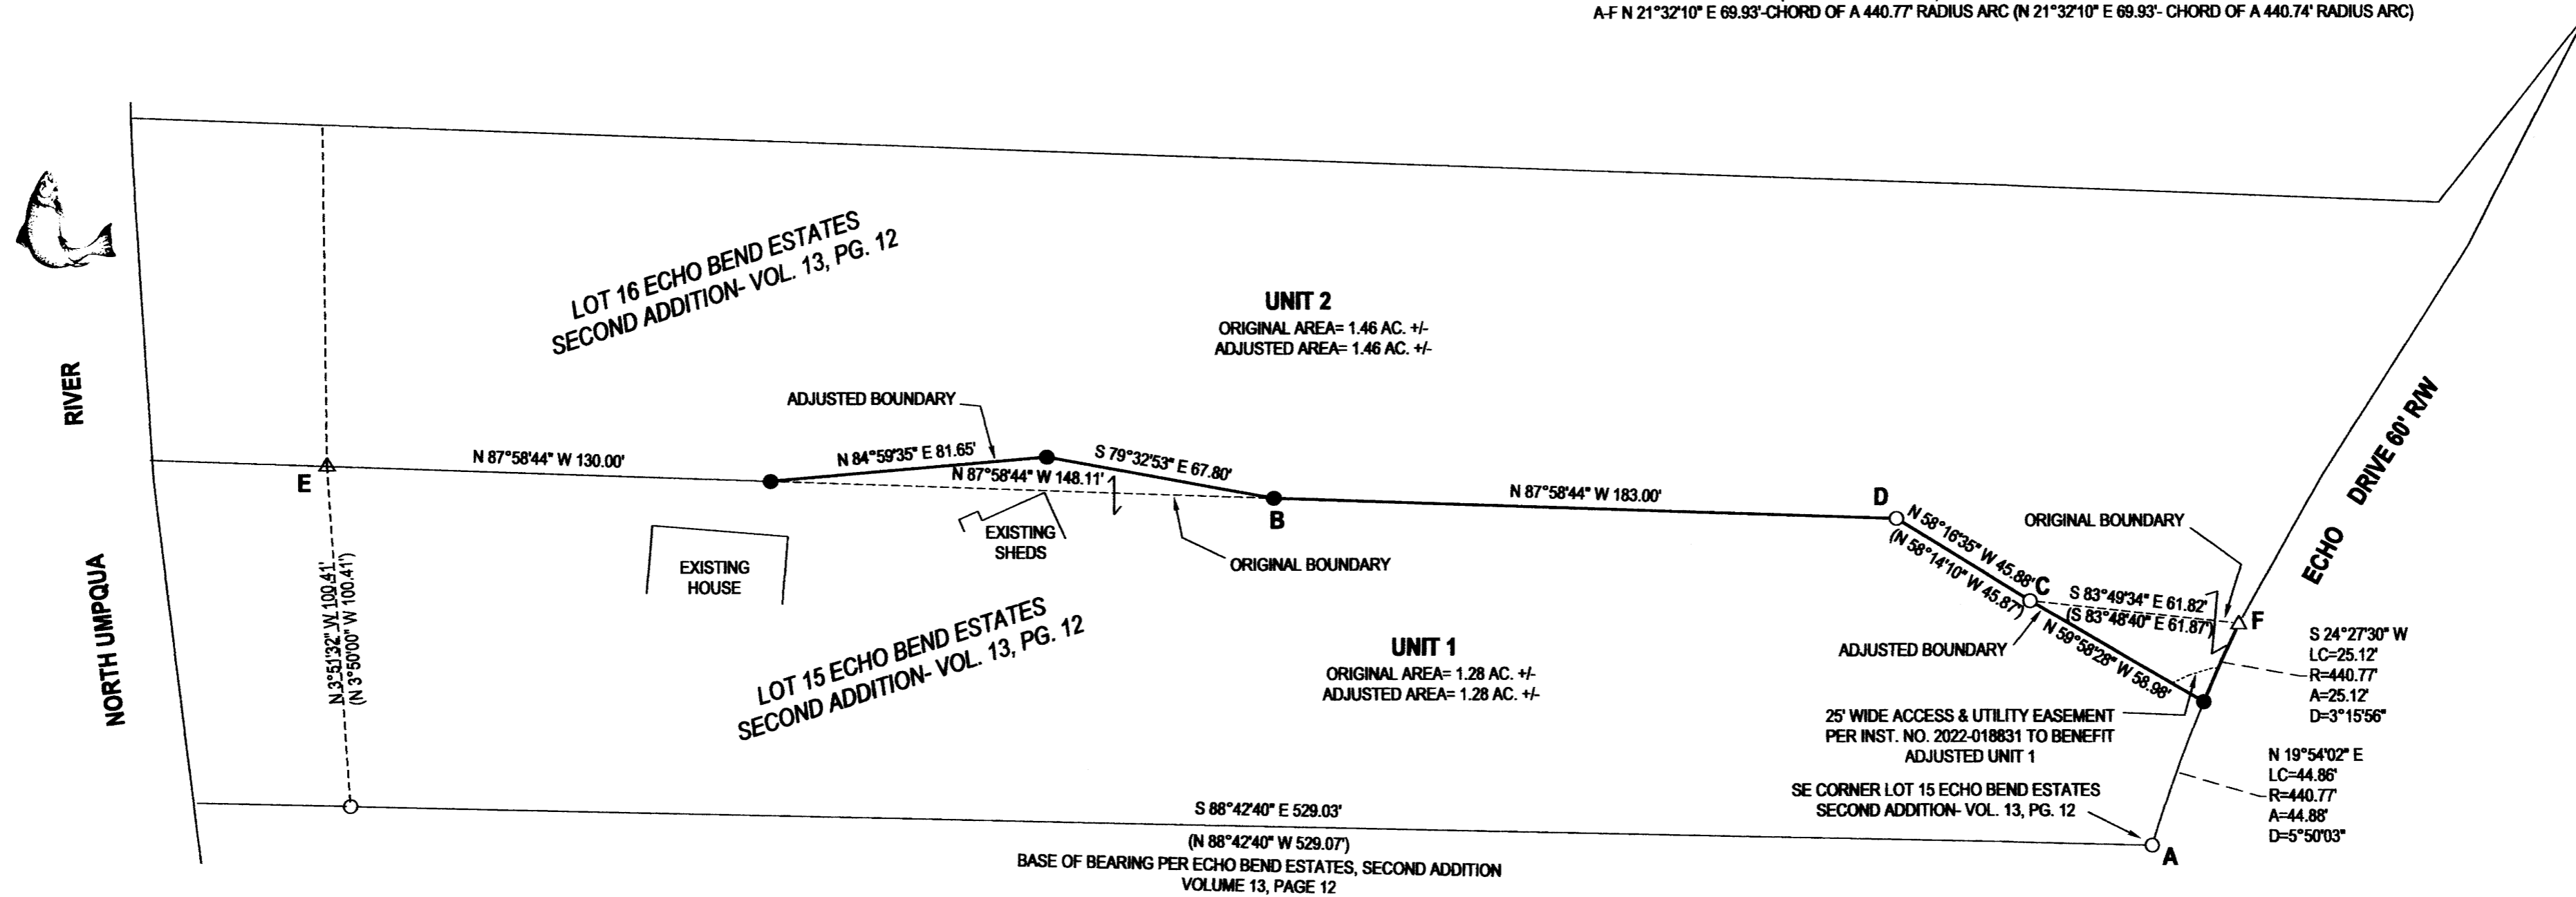 A-F N 21°32'10" E 69.93'-CHORD OF A 440.77' RADIUS ARC (N 21°32'10" E 69.93'- CHORD OF A 440.74' RADIUS ARC)
LOT 16 ECHO BEND ESTATES
SECOND ADDITION- VOL. 13, PG. 12
UNIT 2
ORIGINAL AREA= 1.46 AC. +/-
ADJUSTED AREA= 1.46 AC. +/-
NORTH UMPQUA RIVER
ECHO DRIVE 60' R/W
ADJUSTED BOUNDARY
E
N 87°58'44" W 130.00'
N 84°59'35" E 81.65'
S 79°32'53" E 67.80'
N 87°58'44" W 148.11'
B
N 87°58'44" W 183.00'
D
N 58°16'35" W 45.88'
(N 58°14'10" W 45.87')
C
ORIGINAL BOUNDARY
S 83°49'34" E 61.82'
(S 83°48'40" E 61.87')
F
EXISTING
HOUSE
EXISTING
SHEDS
ORIGINAL BOUNDARY
N 3°51'32" W 100.41'
(N 3°50'00" W 100.41')
LOT 15 ECHO BEND ESTATES
SECOND ADDITION- VOL. 13, PG. 12
UNIT 1
ORIGINAL AREA= 1.28 AC. +/-
ADJUSTED AREA= 1.28 AC. +/-
ADJUSTED BOUNDARY
N 59°58'28" W 58.98'
S 24°27'30" W
LC=25.12'
R=440.77'
A=25.12'
D=3°15'56"
25' WIDE ACCESS & UTILITY EASEMENT
PER INST. NO. 2022-018831 TO BENEFIT
ADJUSTED UNIT 1
N 19°54'02" E
LC=44.86'
R=440.77'
A=44.88'
D=5°50'03"
SE CORNER LOT 15 ECHO BEND ESTATES
SECOND ADDITION- VOL. 13, PG. 12
A
S 88°42'40" E 529.03'
(N 88°42'40" W 529.07')
BASE OF BEARING PER ECHO BEND ESTATES, SECOND ADDITION
VOLUME 13, PAGE 12